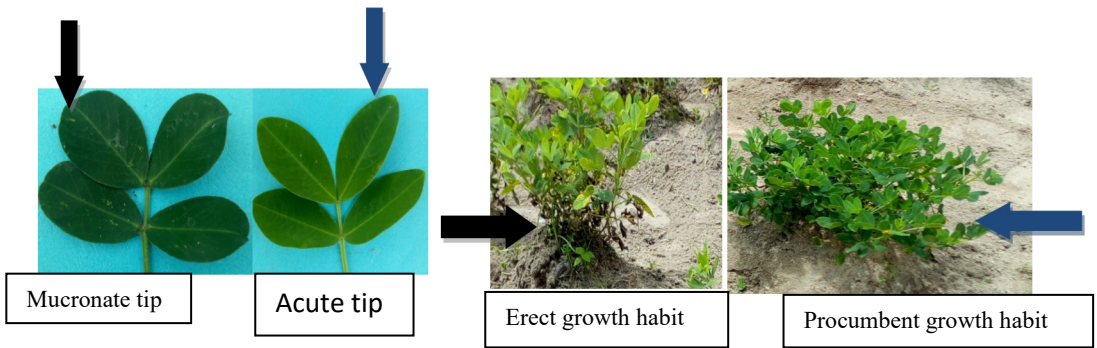 Mucronate tip
Acute tip
Erect growth habit
Procumbent growth habit